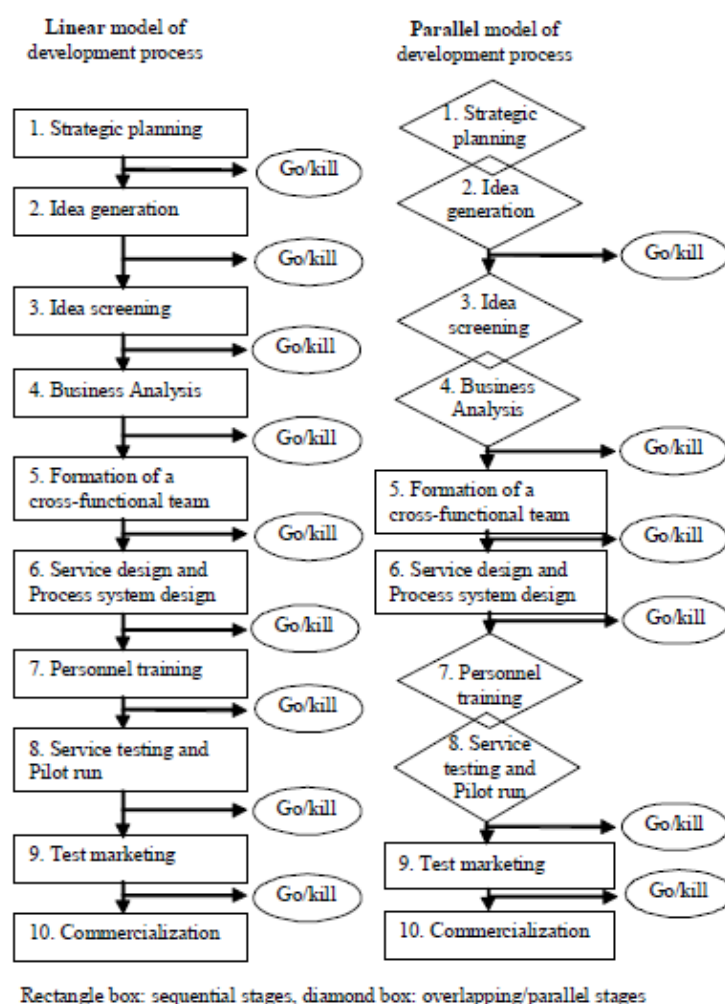 Linear model of
development process
1. Strategic planning
Go/kill
2. Idea generation
Go/kill
3. Idea screening
Go/kill
4. Business Analysis
Go/kill
5. Formation of a
cross-functional team
Go/kill
6. Service design and
Process system design
Go/kill
7. Personnel training
Go/kill
8. Service testing and
Pilot run
Go/kill
9. Test marketing
Go/kill
10. Commercialization
Parallel model of
development process
1. Strategic
planning
2. Idea
generation
Go/kill
3. Idea
screening
4. Business
Analysis
Go/kill
5. Formation of a
cross-functional team
Go/kill
6. Service design and
Process system design
Go/kill
7. Personnel
training
8. Service
testing and
Pilot run
Go/kill
9. Test marketing
Go/kill
10. Commercialization
Rectangle box: sequential stages, diamond box: overlapping/parallel stages